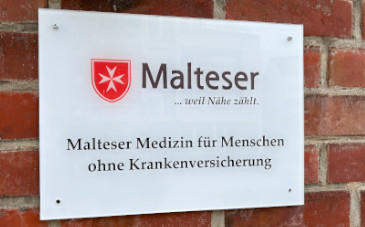 Malteser
... weil Nähe zählt.
Malteser Medizin für Menschen
ohne Krankenversicherung